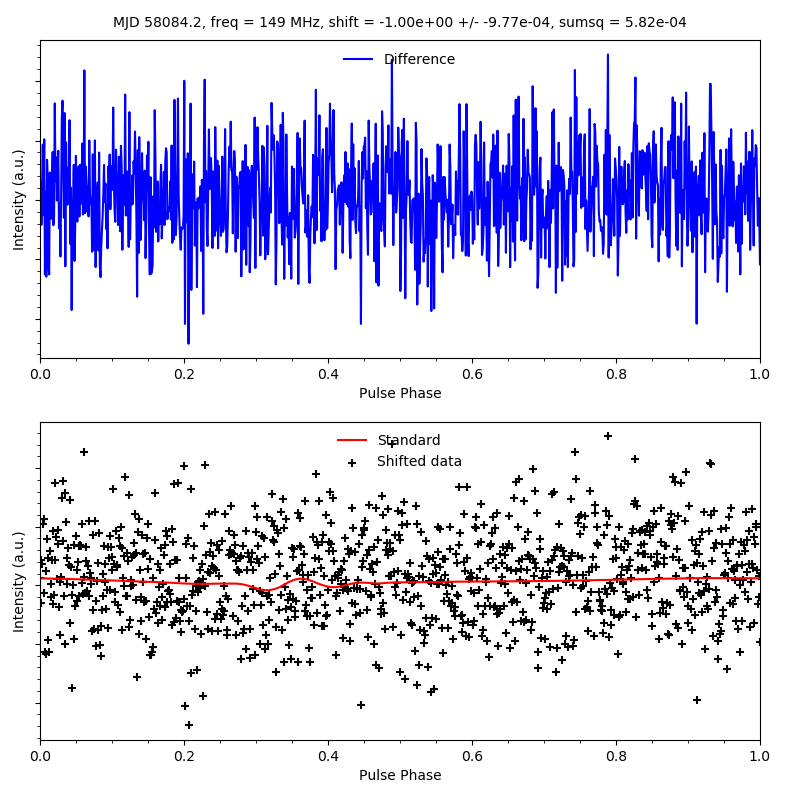 MJD 58084.2, freq = 149 MHz, shift = -1.00e+00 +/- -9.77e-04, sumsq = 5.82e-04
Difference
Intensity (a.u.)
0.0 0.2 0.4 0.6 0.8 1.0
Pulse Phase
Standard
Shifted data
Intensity (a.u.)
0.0 0.2 0.4 0.6 0.8 1.0
Pulse Phase